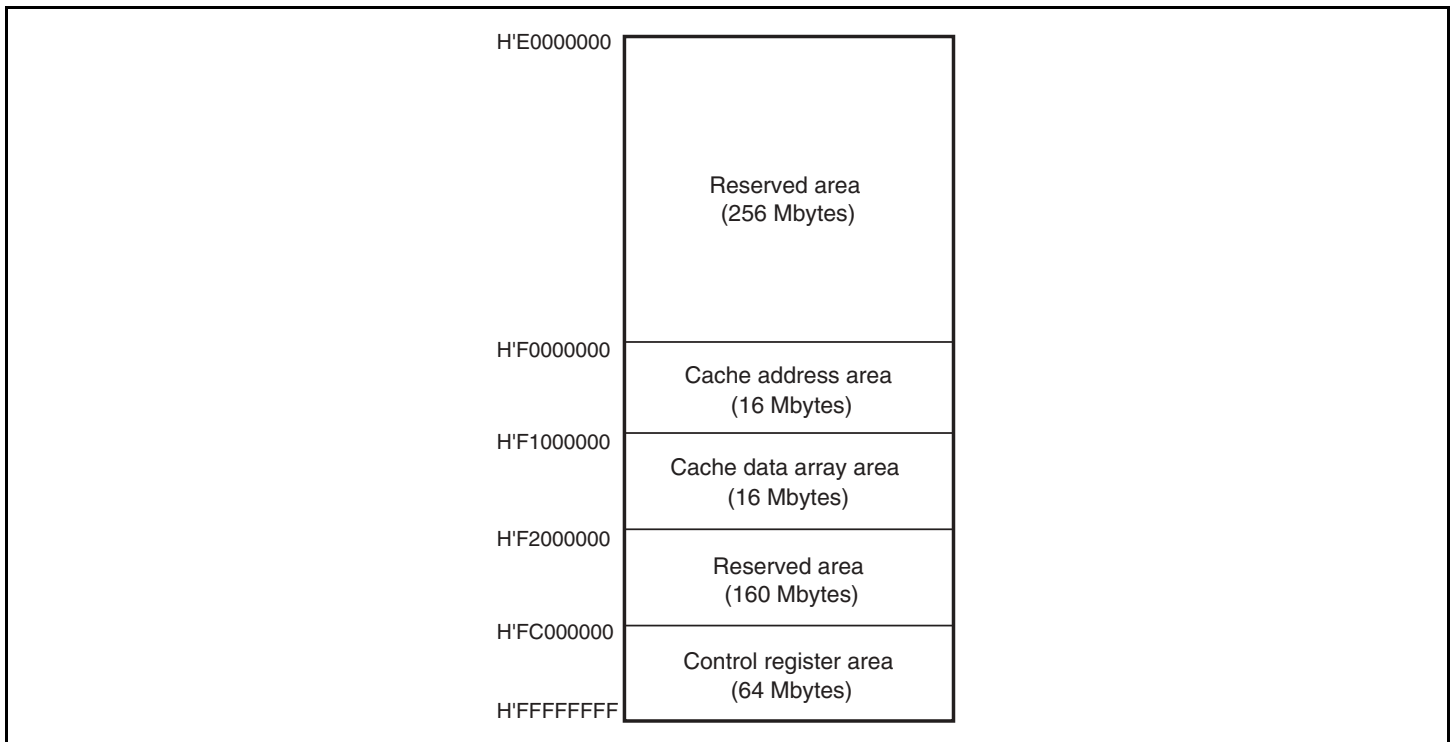 H'E0000000
Reserved area
(256 Mbytes)
H'F0000000
Cache address area
(16 Mbytes)
H'F1000000
Cache data array area
(16 Mbytes)
H'F2000000
Reserved area
(160 Mbytes)
H'FC000000
Control register area
(64 Mbytes)
H'FFFFFFFF